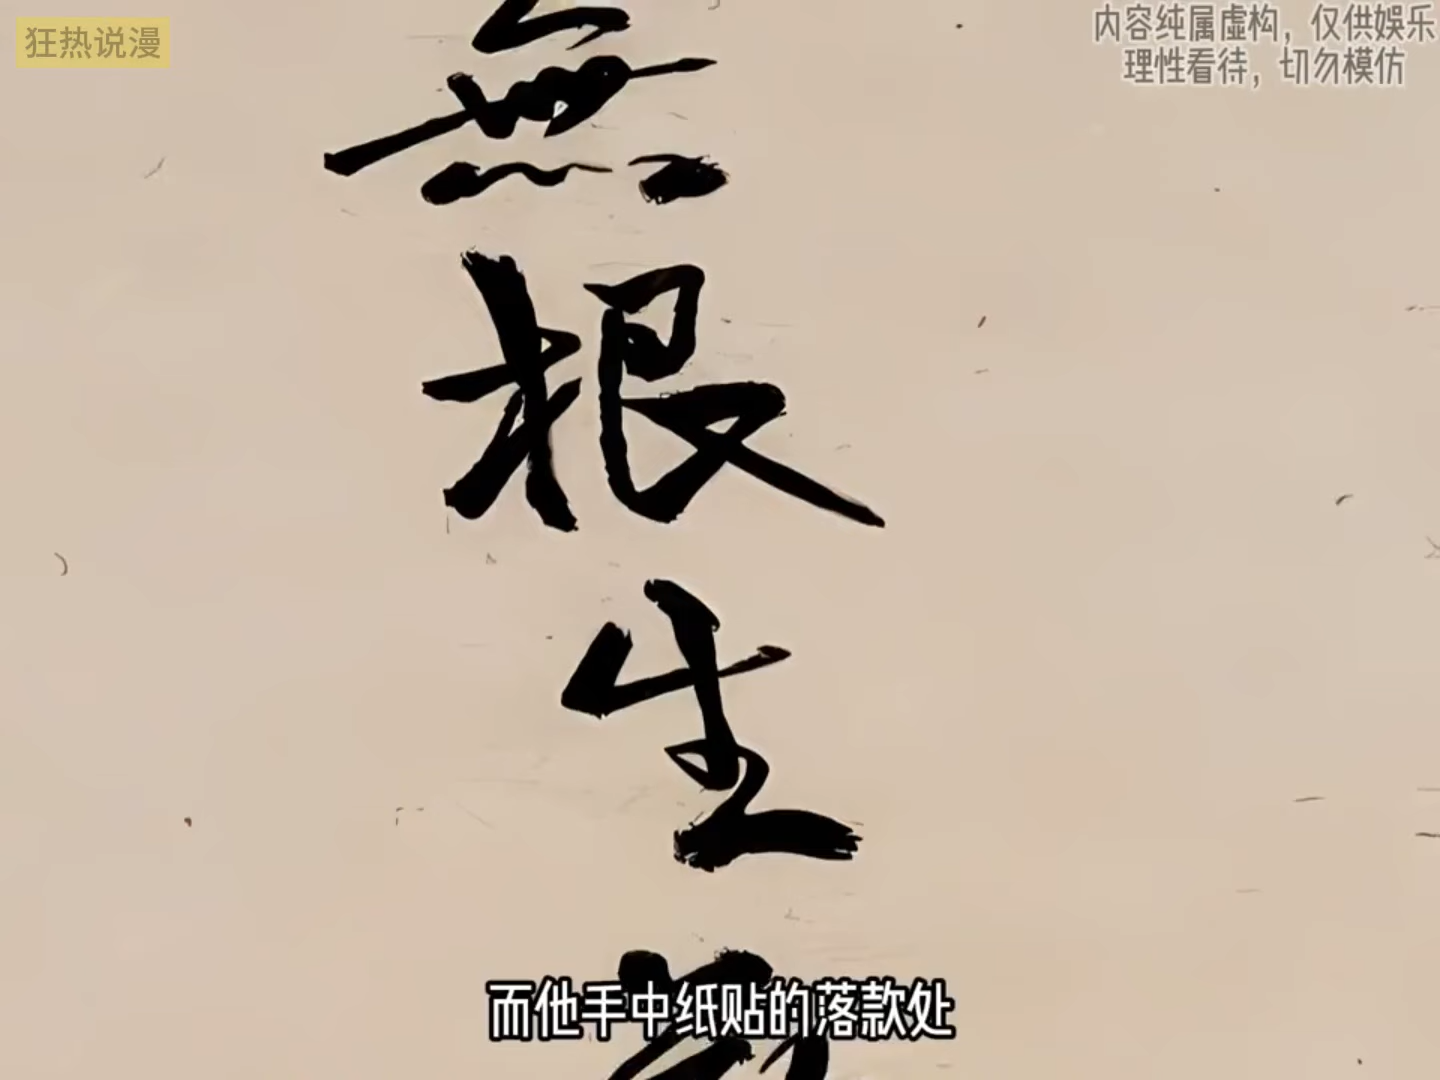 狂热说漫
内容纯属虚构，仅供娱乐
理性看待，切勿模仿
無
根
生
而他手中纸贴的落款处